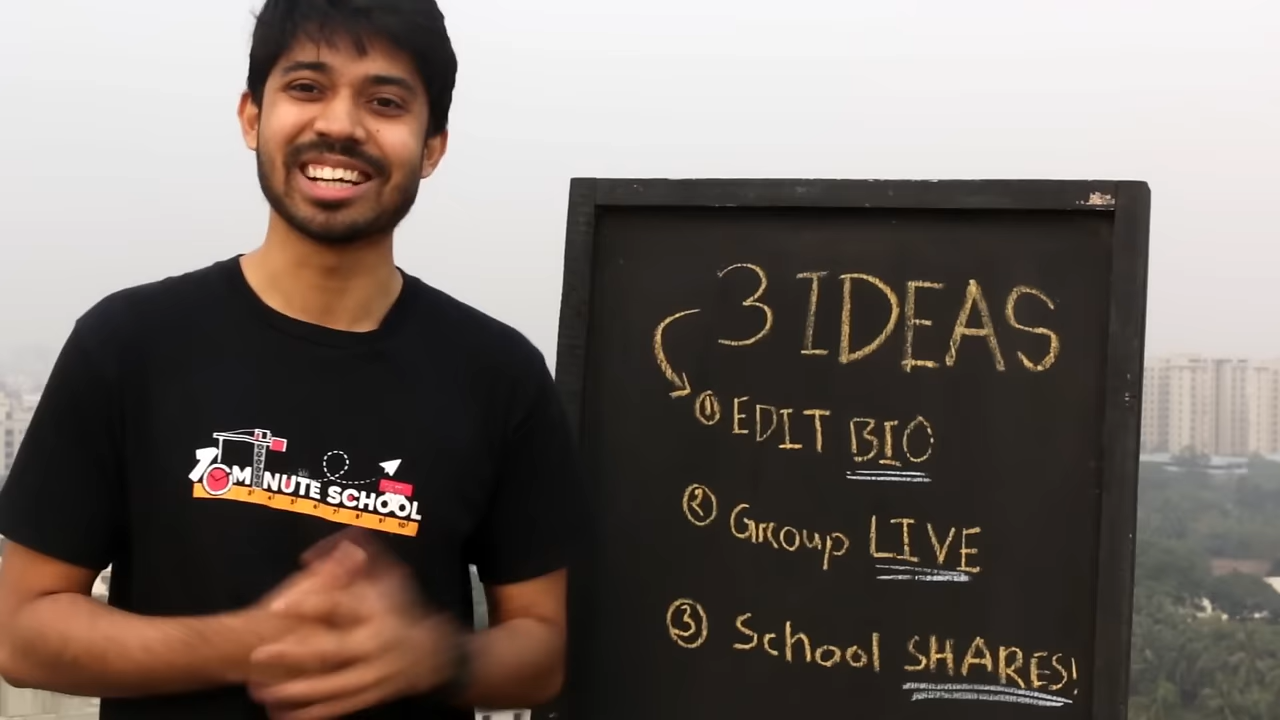 10 MINUTE SCHOOL
3 IDEAS
① EDIT BIO
② Group LIVE
③ School SHARES!